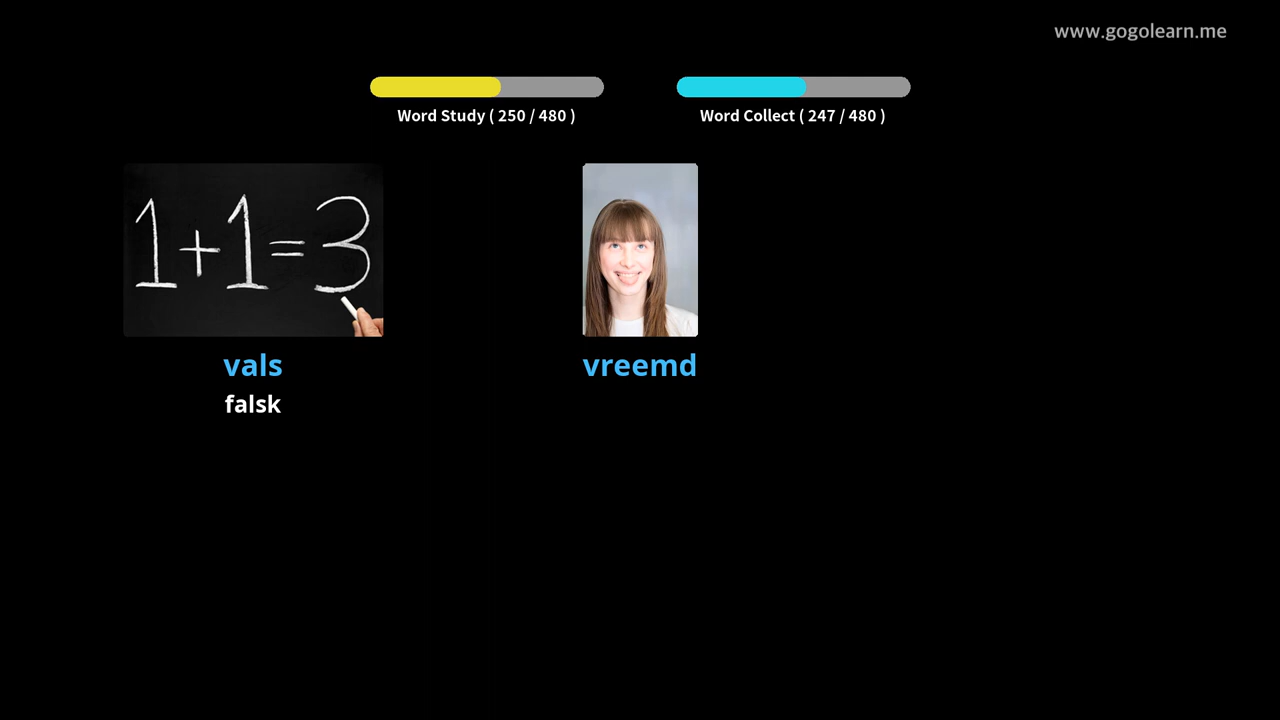 www.gogolearn.me
Word Study ( 250 / 480 )
Word Collect ( 247 / 480 )
1+1=3
vals
vreemd
falsk